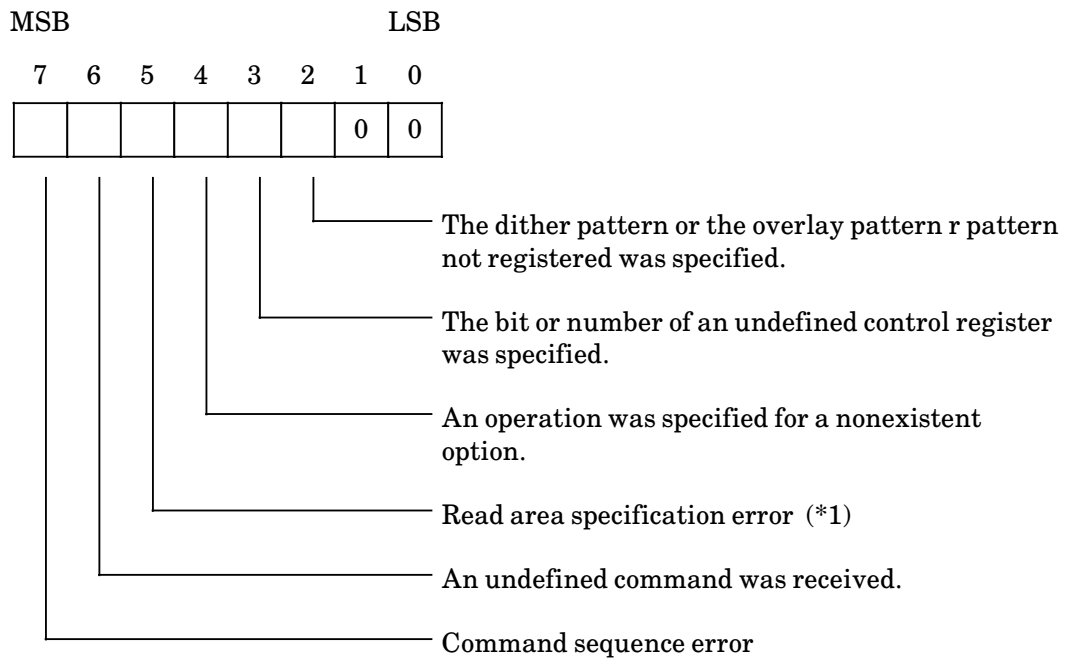 MSB LSB
7 6 5 4 3 2 1 0
0 0
The dither pattern or the overlay pattern r pattern
not registered was specified.
The bit or number of an undefined control register
was specified.
An operation was specified for a nonexistent
option.
Read area specification error (*1)
An undefined command was received.
Command sequence error